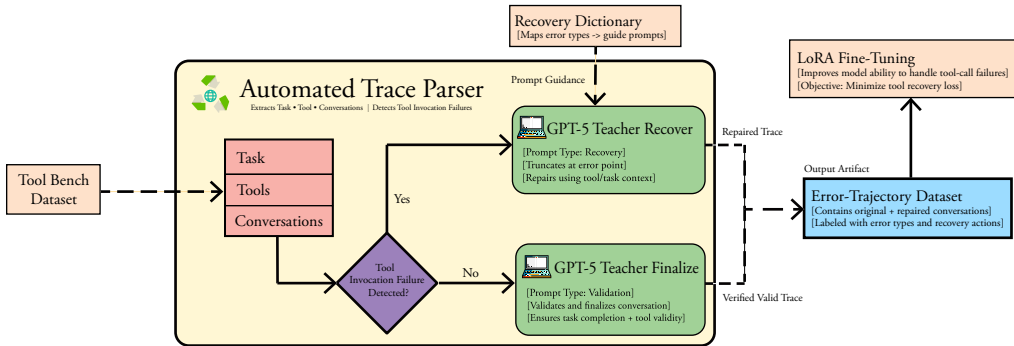 Recovery Dictionary
[Maps error types -> guide prompts]
Prompt Guidance
Automated Trace Parser
Extracts Task • Tool • Conversations | Detects Tool Invocation Failures
Tool Bench
Dataset
Task
Tools
Conversations
Tool
Invocation Failure
Detected?
Yes
No
GPT-5 Teacher Recover
[Prompt Type: Recovery]
[Truncates at error point]
[Repairs using tool/task context]
GPT-5 Teacher Finalize
[Prompt Type: Validation]
[Validates and finalizes conversation]
[Ensures task completion + tool validity]
Repaired Trace
Verified Valid Trace
LoRA Fine-Tuning
[Improves model ability to handle tool-call failures]
[Objective: Minimize tool recovery loss]
Output Artifact
Error-Trajectory Dataset
[Contains original + repaired conversations]
[Labeled with error types and recovery actions]